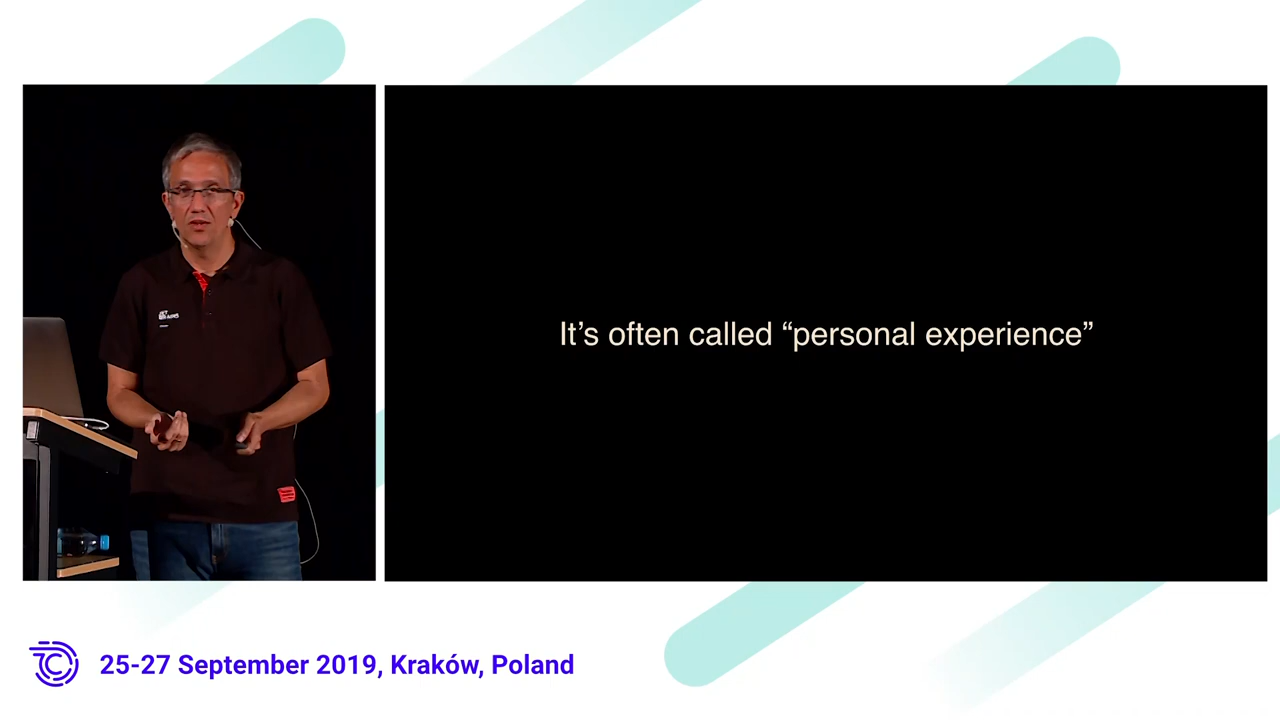 It’s often called “personal experience”
25-27 September 2019, Kraków, Poland